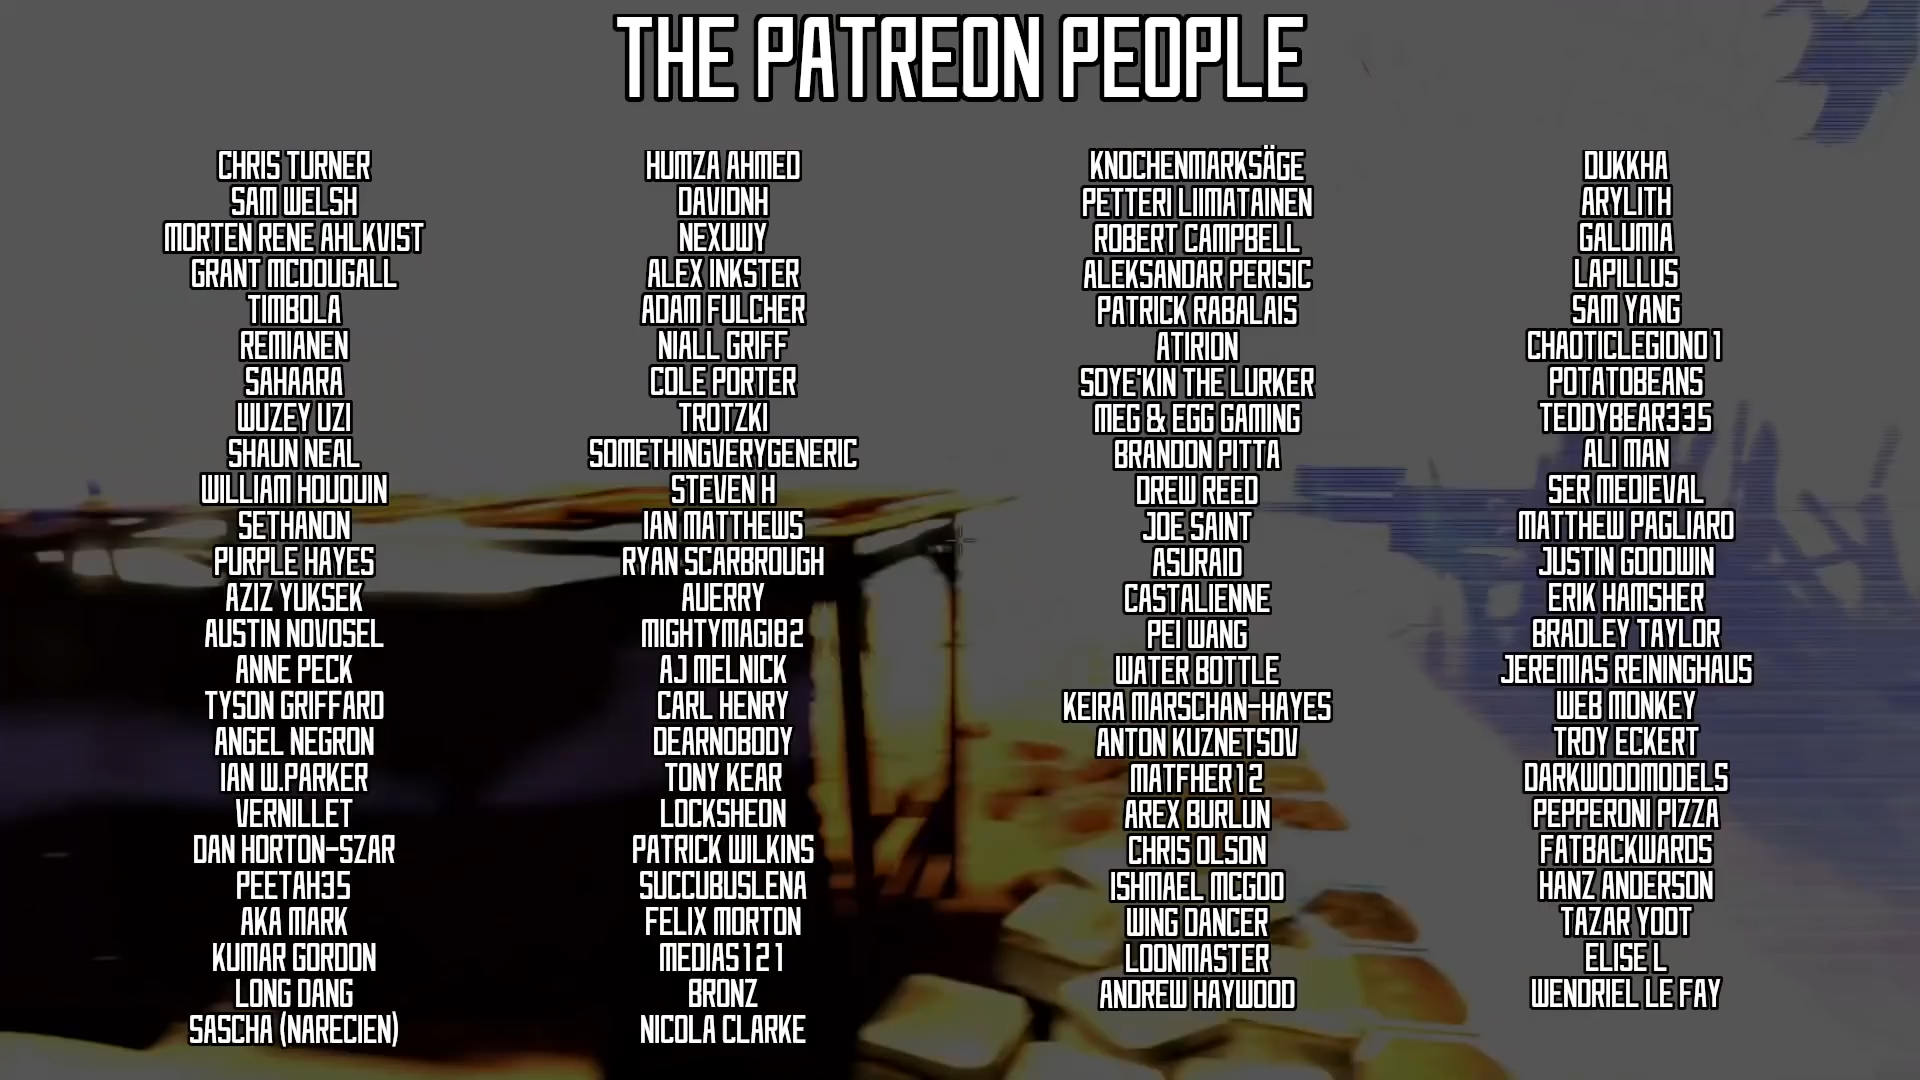 THE PATREON PEOPLE
CHRIS TURNER
SAM WELSH
MORTEN RENE AHLKVIST
GRANT MCDOUGALL
TIMBOLA
REMIANEN
SAHAARA
WUZEY UZI
SHAUN NEAL
WILLIAM HOUDUIN
SETHANON
PURPLE HAYES
AZIZ YUKSEK
AUSTIN NOVOSEL
ANNE PECK
TYSON GRIFFARD
ANGEL NEGRON
IAN W.PARKER
VERNILLET
DAN HORTON-SZAR
PEETAH35
AKA MARK
KUMAR GORDON
LONG DANG
SASCHA (NARECIEN)
HUMZA AHMED
DAVIDNH
NEXUWY
ALEX INKSTER
ADAM FULCHER
NIALL GRIFF
COLE PORTER
TROTZKI
SOMETHINGVERYGENERIC
STEVEN H
IAN MATTHEWS
RYAN SCARBROUGH
AUERRY
MIGHTYMAGI82
AJ MELNICK
CARL HENRY
DEARNOBODY
TONY KEAR
LOCKSHEON
PATRICK WILKINS
SUCCUBUSLENA
FELIX MORTON
MEDIAS121
BRONZ
NICOLA CLARKE
KNOCHENMARKSÄGE
PETTERI LIIMATAINEN
ROBERT CAMPBELL
ALEKSANDAR PERISIC
PATRICK RABALAIS
ATIRION
SOYE'KIN THE LURKER
MEG & EGG GAMING
BRANDON PITTA
DREW REED
JOE SAINT
ASURAID
CASTALIENNE
PEI WANG
WATER BOTTLE
KEIRA MARSCHAN-HAYES
ANTON KUZNETSOV
MATFHER12
AREX BURLUN
CHRIS OLSON
ISHMAEL MCGOO
WING DANCER
LOONMASTER
ANDREW HAYWOOD
DUKKHA
ARYLITH
GALUMIA
LAPILLUS
SAM YANG
CHAOTICLEGION01
POTATOBEANS
TEDDYBEAR335
ALI MAN
SER MEDIEVAL
MATTHEW PAGLIARO
JUSTIN GOODWIN
ERIK HAMSHER
BRADLEY TAYLOR
JEREMIAS REININGHAUS
WEB MONKEY
TROY ECKERT
DARKWOODMODELS
PEPPERONI PIZZA
FATBACKWARDS
HANZ ANDERSON
TAZAR YOOT
ELISE L
WENDRIEL LE FAY